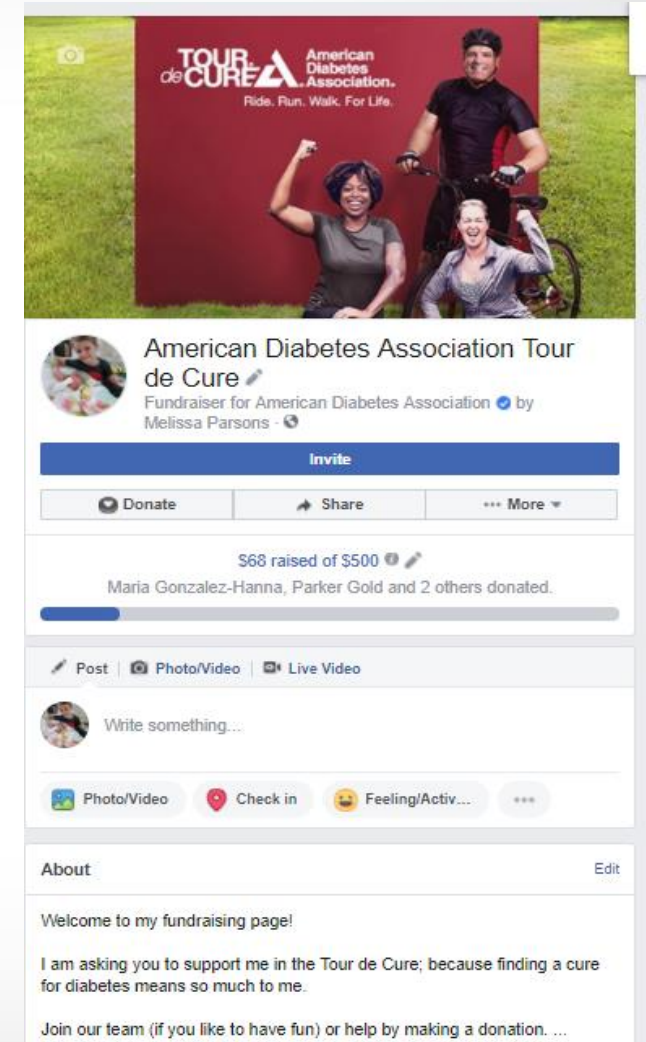 TOUR
de CURE
American
Diabetes
Association.
Ride. Run. Walk. For Life.
American Diabetes Association Tour
de Cure
Fundraiser for American Diabetes Association by
Melissa Parsons ·
Invite
Donate
Share
More
$68 raised of $500
Maria Gonzalez-Hanna, Parker Gold and 2 others donated.
Post
Photo/Video
Live Video
Write something...
Photo/Video
Check in
Feeling/Activ...
About
Edit
Welcome to my fundraising page!
I am asking you to support me in the Tour de Cure; because finding a cure
for diabetes means so much to me.
Join our team (if you like to have fun) or help by making a donation. ...